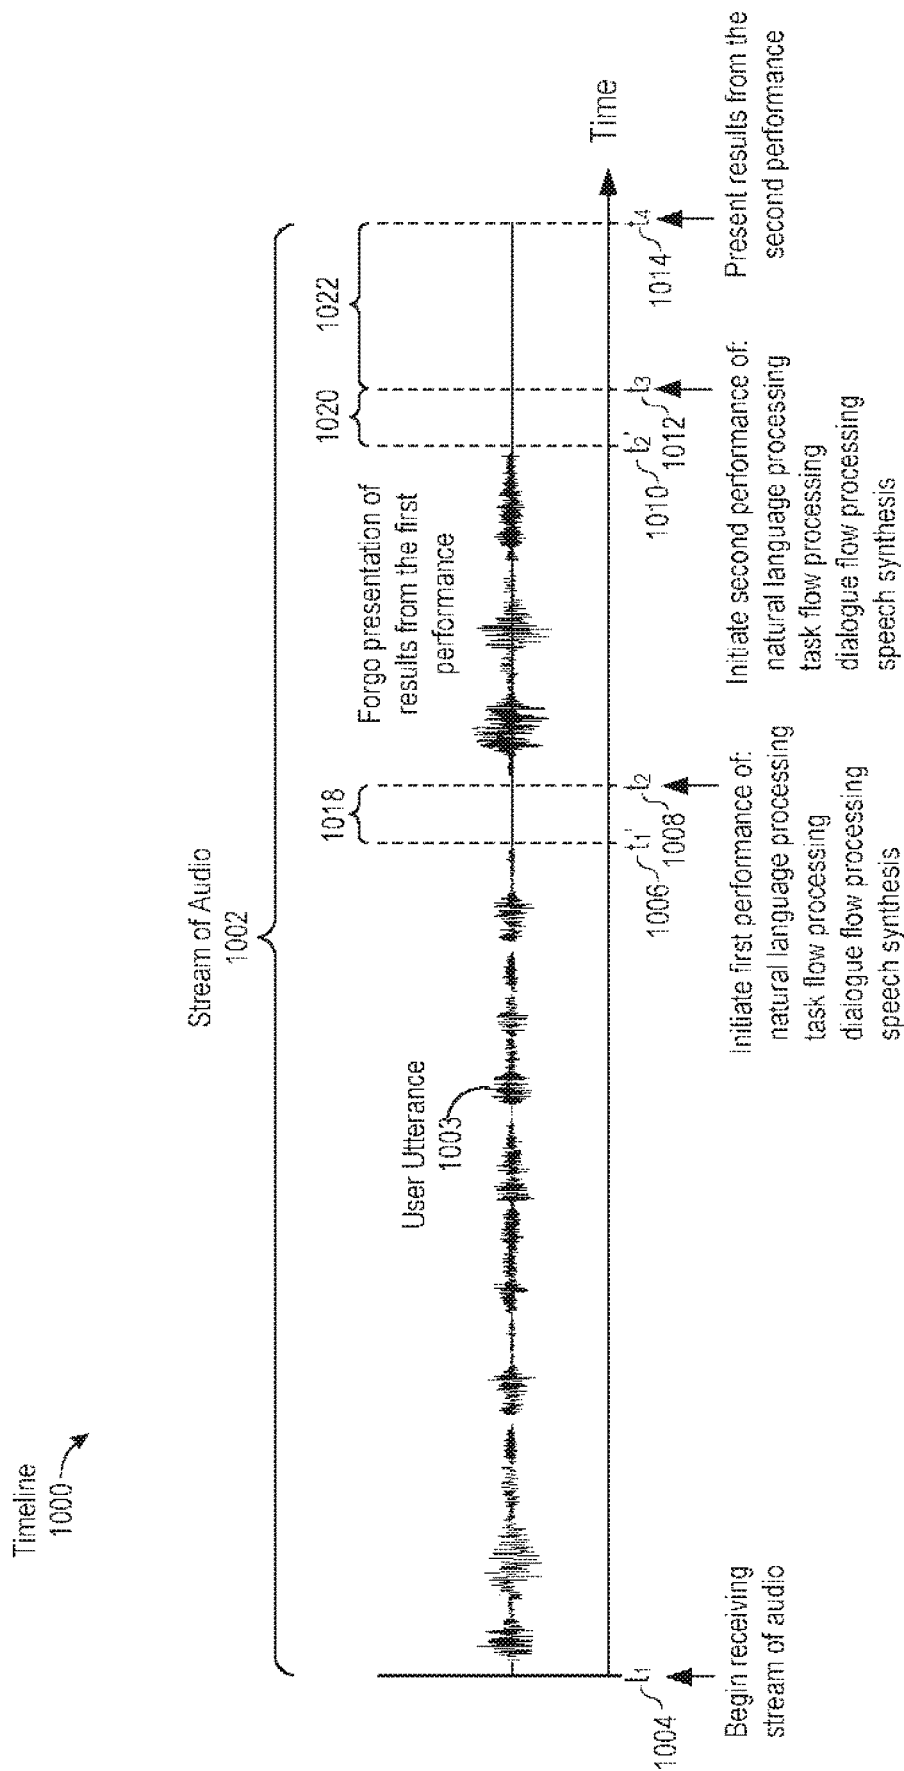 Timeline
1000
Stream of Audio
1002
1018
1020
1022
User Utterance
1003
Forgo presentation of
results from the first
performance
Time
t1
t1'
t2
t2'
t3
t4
1004
1006
1008
1010
1012
1014
Begin receiving
stream of audio
Initiate first performance of:
natural language processing
task flow processing
dialogue flow processing
speech synthesis
Initiate second performance of:
natural language processing
task flow processing
dialogue flow processing
speech synthesis
Present results from the
second performance